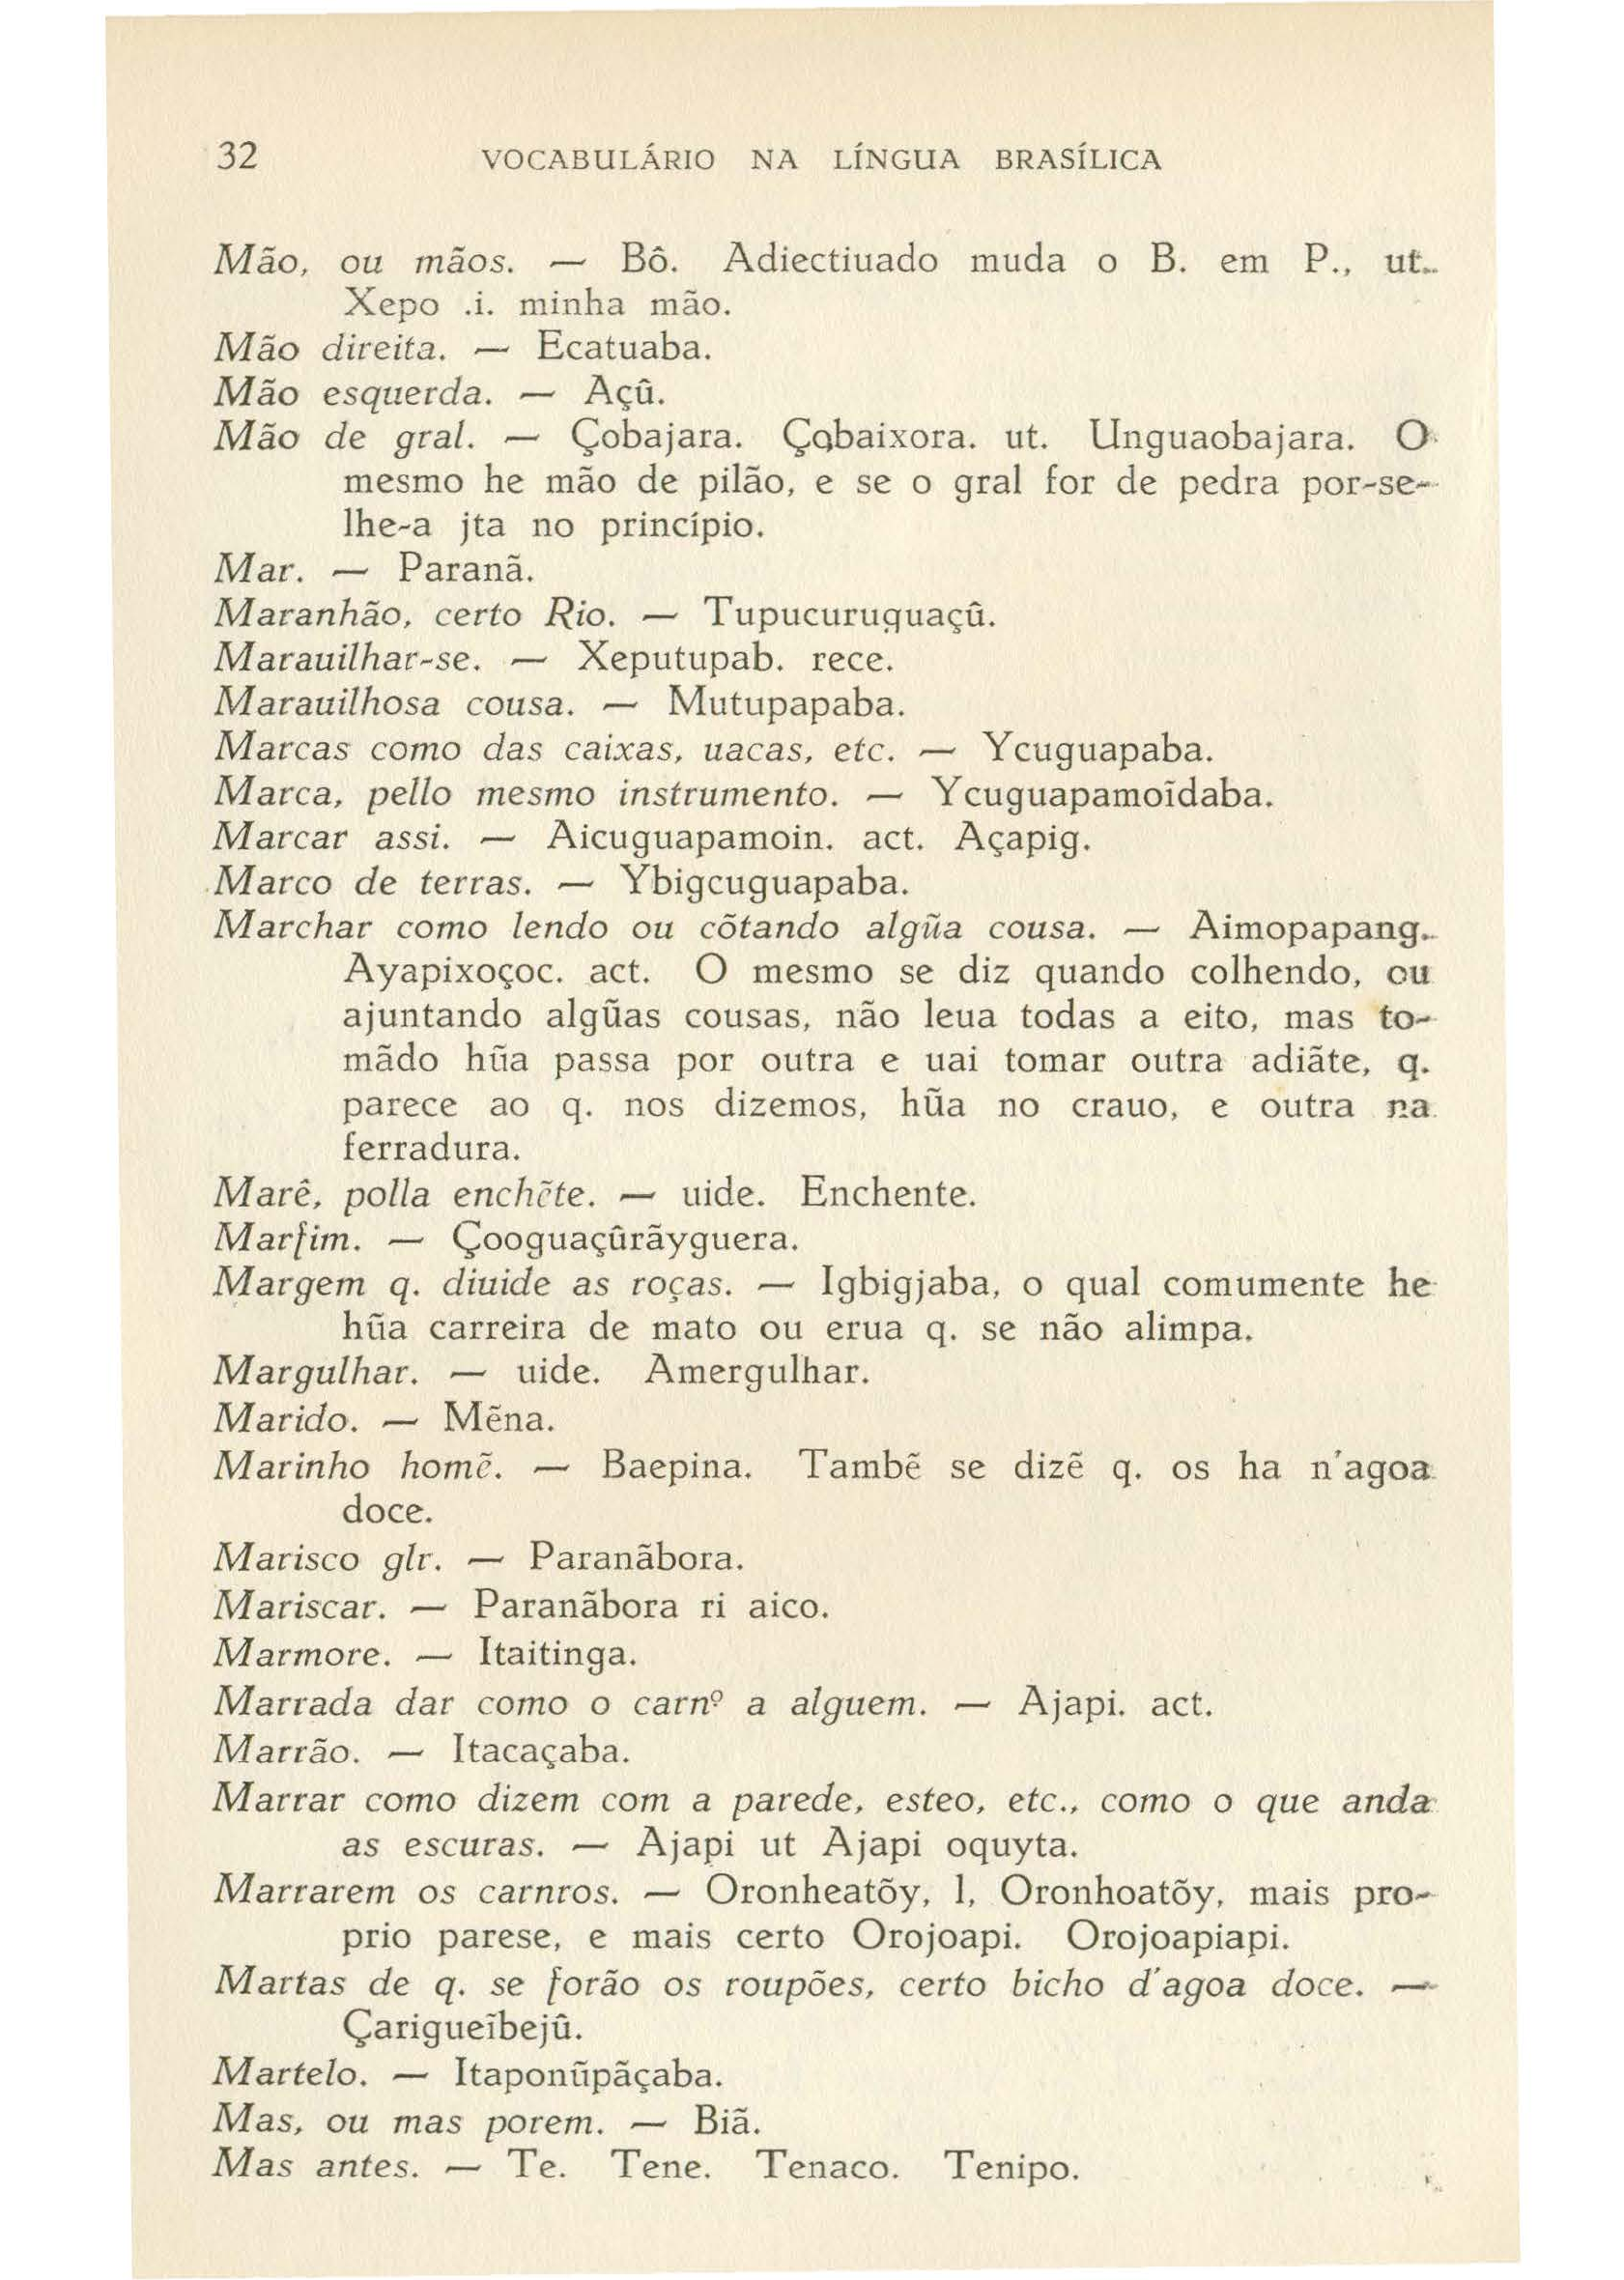 32 VOCABULÁRIO NA LÍNGUA BRASÍLICA
Mão, ou mãos. — Bô. Adiectiuado muda o B. em P., ut.
Xepo .i. minha mão.
Mão direita. — Ecatuaba.
Mão esquerda. — Açû.
Mão de gral. — Çobajara. Çobaixora. ut. Unguaobajara. O
mesmo he mão de pilão, e se o gral for de pedra por-se-
lhe-a jta no princípio.
Mar. — Paranã.
Maranhão, certo Rio. — Tupucuruguaçû.
Marauilhar-se. — Xeputupab. rece.
Marauilhosa cousa. — Mutupapaba.
Marcas como das caixas, uacas, etc. — Ycuguapaba.
Marca, pello mesmo instrumento. — Ycuguapamoĩdaba.
Marcar assi. — Aicuguapamoin. act. Açapig.
Marco de terras. — Ybigcuguapaba.
Marchar como lendo ou cõtando algũa cousa. — Aimopapang.
Ayapixoçoc. act. O mesmo se diz quando colhendo, ou
ajuntando algũas cousas, não leua todas a eito, mas to-
mãdo hũa passa por outra e uai tomar outra adiãte, q.
parece ao q. nos dizemos, hũa no crauo, e outra na
ferradura.
Marê, polla enchẽte. — uide. Enchente.
Marfim. — Çooguaçûrãyguera.
Margem q. diuide as roças. — Igbigjaba, o qual comumente he
hũa carreira de mato ou erua q. se não alimpa.
Margulhar. — uide. Amergulhar.
Marido. — Mẽna.
Marinho homẽ. — Baepina. Tambẽ se dizẽ q. os ha n'agoa
doce.
Marisco glr. — Paranãbora.
Mariscar. — Paranãbora ri aico.
Marmore. — Itaitinga.
Marrada dar como o carnº a alguem. — Ajapi. act.
Marrão. — Itacaçaba.
Marrar como dizem com a parede, esteo, etc., como o que anda
as escuras. — Ajapi ut Ajapi oquyta.
Marrarem os carnros. — Oronheatõy, l, Oronhoatõy, mais pro-
prio parese, e mais certo Orojoapi. Orojoapiapi.
Martas de q. se forão os roupões, certo bicho d'agoa doce. —
Çarigueĩbejû.
Martelo. — Itaponũpãçaba.
Mas, ou mas porem. — Biã.
Mas antes. — Te. Tene. Tenaco. Tenipo.